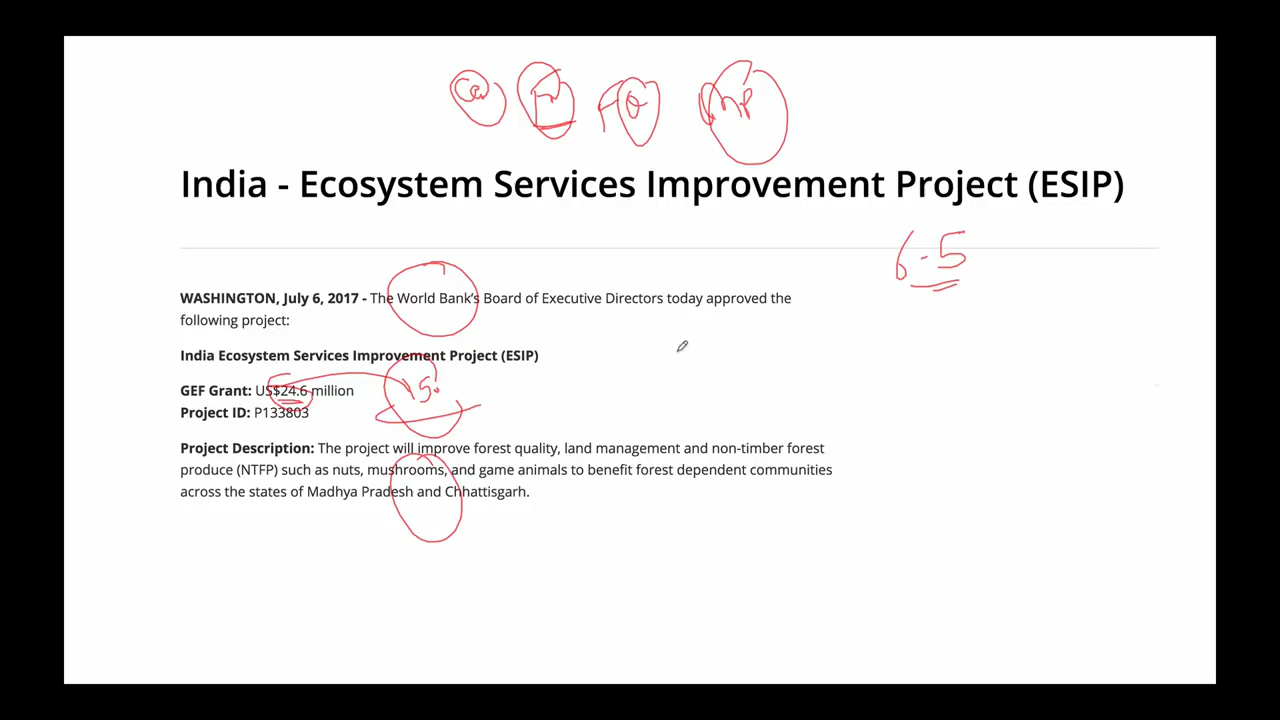 India - Ecosystem Services Improvement Project (ESIP)
6.5
WASHINGTON, July 6, 2017 - The World Bank's Board of Executive Directors today approved the
following project:
India Ecosystem Services Improvement Project (ESIP)
GEF Grant: US$24.6 million
Project ID: P133803
Project Description: The project will improve forest quality, land management and non-timber forest
produce (NTFP) such as nuts, mushrooms, and game animals to benefit forest dependent communities
across the states of Madhya Pradesh and Chhattisgarh.